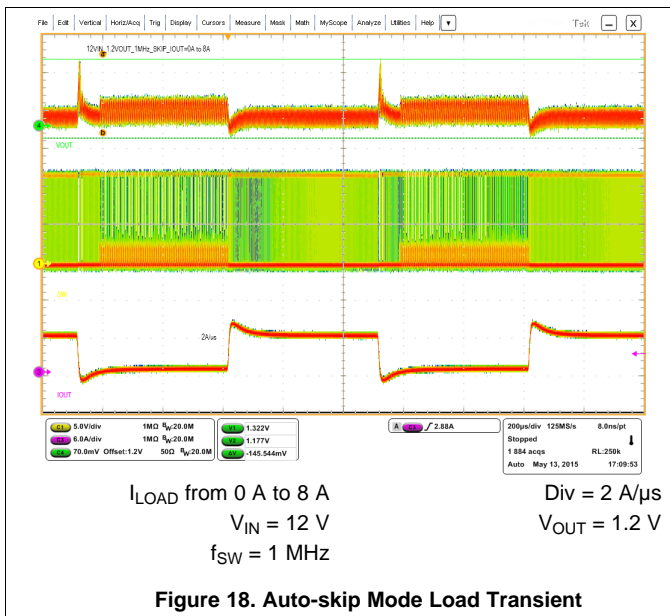 File Edit Vertical Horiz/Acq Trig Display Cursors Measure Mask Math MyScope Analyze Utilities Help Tek X
12VIN_1.2VOUT_1MHz_SKIP_IOUT=0A to 8A
a
4
b
VOUT
1
SW
2A/us
3
IOUT
C1 5.0V/div 1MΩ BW:20.0M
C3 6.0A/div 1MΩ BW:20.0M
C4 70.0mV Offset:1.2V 50Ω BW:20.0M
V1 1.322V
V2 1.177V
ΔV -145.544mV
A C3 2.88A
200µs/div 125MS/s 8.0ns/pt
Stopped
1 884 acqs RL:250k
Auto May 13, 2015 17:09:53
ILOAD from 0 A to 8 A Div = 2 A/µs
VIN = 12 V VOUT = 1.2 V
fSW = 1 MHz
Figure 18. Auto-skip Mode Load Transient